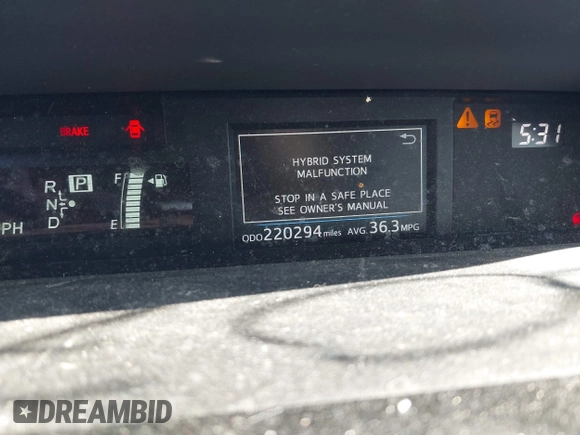 BRAKE
HYBRID SYSTEM
MALFUNCTION
STOP IN A SAFE PLACE
SEE OWNER'S MANUAL
ODO 220294 miles AVG. 36.3 MPG
5:31
R
P
N
D
F
E
PH
DREAMBID